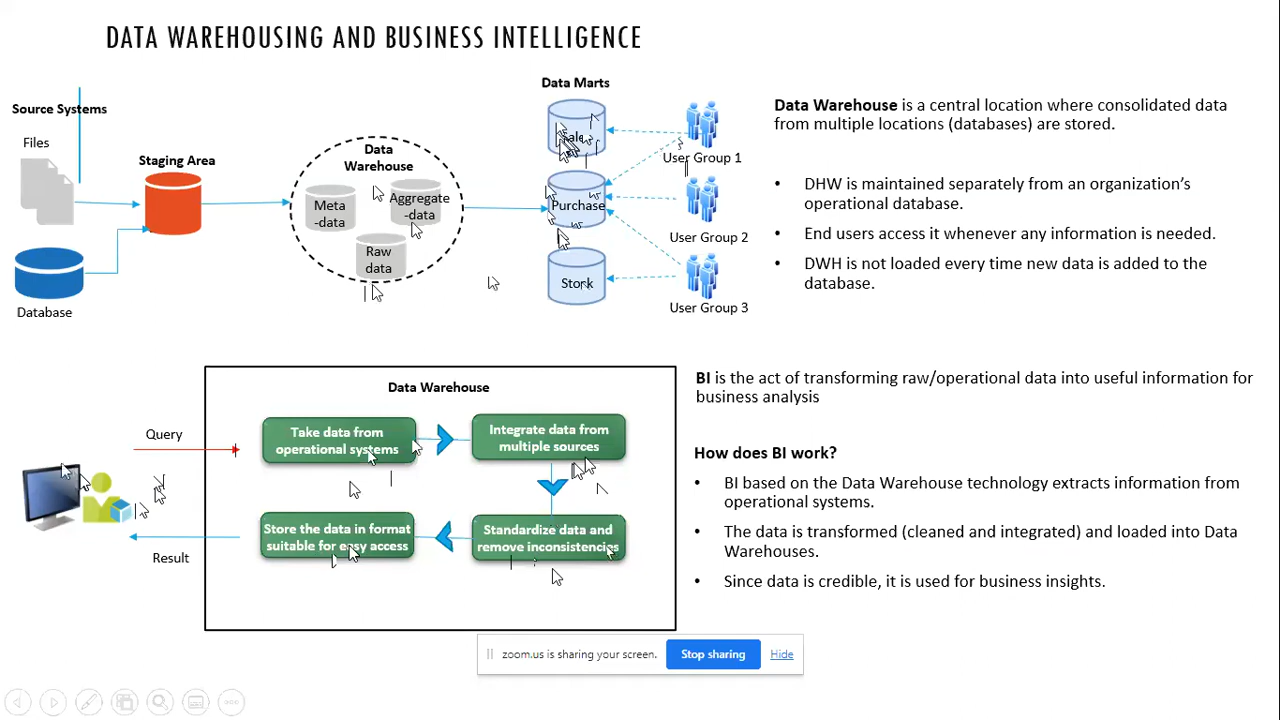 DATA WAREHOUSING AND BUSINESS INTELLIGENCE
Source Systems
Files
Database
Staging Area
Data
Warehouse
Meta
-data
Aggregate
-data
Raw
data
Data Marts
Purchase
Stock
User Group 1
User Group 2
User Group 3
Data Warehouse is a central location where consolidated data
from multiple locations (databases) are stored.
• DHW is maintained separately from an organization's
operational database.
• End users access it whenever any information is needed.
• DWH is not loaded every time new data is added to the
database.
Query
Result
Data Warehouse
Take data from
operational systems
Integrate data from
multiple sources
Store the data in format
suitable for easy access
Standardize data and
remove inconsistencies
BI is the act of transforming raw/operational data into useful information for
business analysis
How does BI work?
• BI based on the Data Warehouse technology extracts information from
operational systems.
• The data is transformed (cleaned and integrated) and loaded into Data
Warehouses.
• Since data is credible, it is used for business insights.
zoom.us is sharing your screen.
Stop sharing
Hide